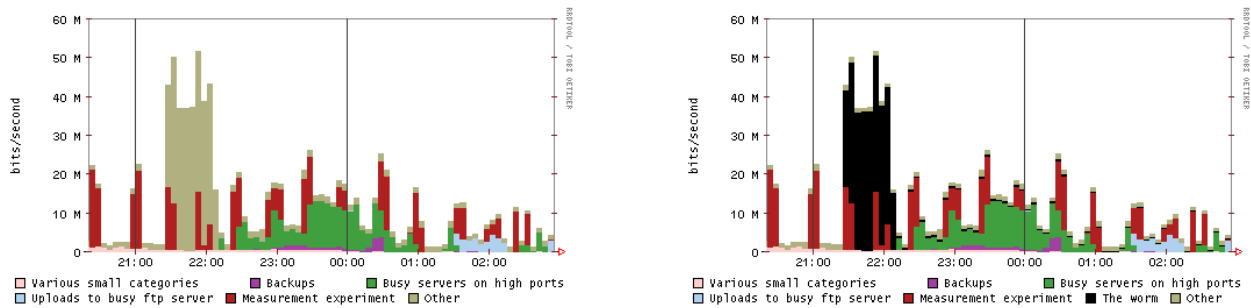 60 M
50 M
40 M
30 M
20 M
10 M
0
bits/second
RRDTOOL / TOBI OETIKER
21:00 22:00 23:00 00:00 01:00 02:00
Various small categories Backups Busy servers on high ports
Uploads to busy ftp server Measurement experiment Other
60 M
50 M
40 M
30 M
20 M
10 M
0
bits/second
RRDTOOL / TOBI OETIKER
21:00 22:00 23:00 00:00 01:00 02:00
Various small categories Backups Busy servers on high ports
Uploads to busy ftp server Measurement experiment The worm Other